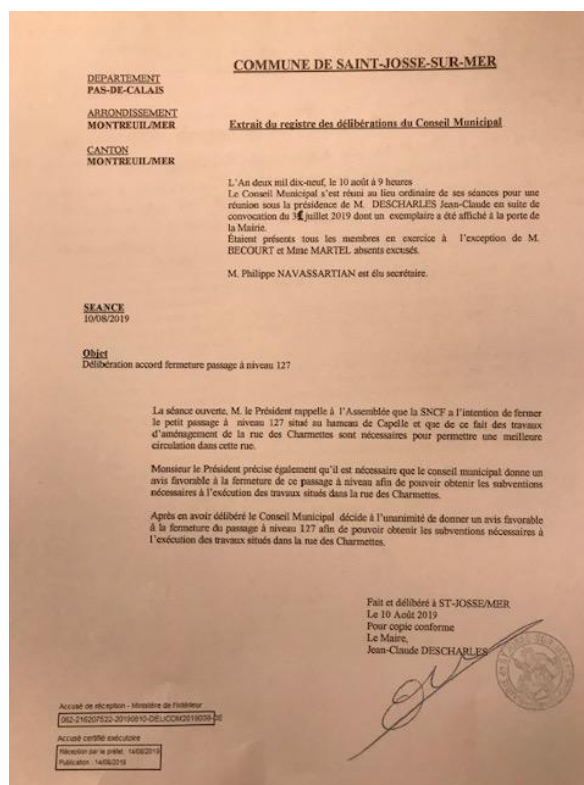 COMMUNE DE SAINT-JOSSE-SUR-MER
DEPARTEMENT
PAS-DE-CALAIS
ARRONDISSEMENT
MONTREUIL/MER
Extrait du registre des délibérations du Conseil Municipal
CANTON
MONTREUIL/MER
L'An deux mil dix-neuf, le 10 août à 9 heures
Le Conseil Municipal s'est réuni au lieu ordinaire de ses séances pour une
réunion sous la présidence de M. DESCHARLES Jean-Claude en suite de
convocation du 31 juillet 2019 dont un exemplaire a été affiché à la porte de
la Mairie.
Étaient présents tous les membres en exercice à l'exception de M.
BECOURT et Mme MARTEL absents excusés.
M. Philippe NAVASSARTIAN est élu secrétaire.
SEANCE
10/08/2019
Objet
Délibération accord fermeture passage à niveau 127
La séance ouverte, M. le Président rappelle à l'Assemblée que la SNCF a l'intention de fermer
le petit passage à niveau 127 situé au hameau de Capelle et que de ce fait des travaux
d'aménagement de la rue des Charmettes sont nécessaires pour permettre une meilleure
circulation dans cette rue.
Monsieur le Président précise également qu'il est nécessaire que le conseil municipal donne un
avis favorable à la fermeture de ce passage à niveau afin de pouvoir obtenir les subventions
nécessaires à l'exécution des travaux situés dans la rue des Charmettes.
Après en avoir délibéré le Conseil Municipal décide à l'unanimité de donner un avis favorable
à la fermeture du passage à niveau 127 afin de pouvoir obtenir les subventions nécessaires à
l'exécution des travaux situés dans la rue des Charmettes.
Fait et délibéré à ST-JOSSE/MER
Le 10 Août 2019
Pour copie conforme
Le Maire,
Jean-Claude DESCHARLES
Accusé de réception - Ministère de l'Intérieur
062-216207522-20190810-DELICOM2019038-DE
Accusé certifié exécutoire
Réception par le préfet : 14/08/2019
Publication : 14/08/2019